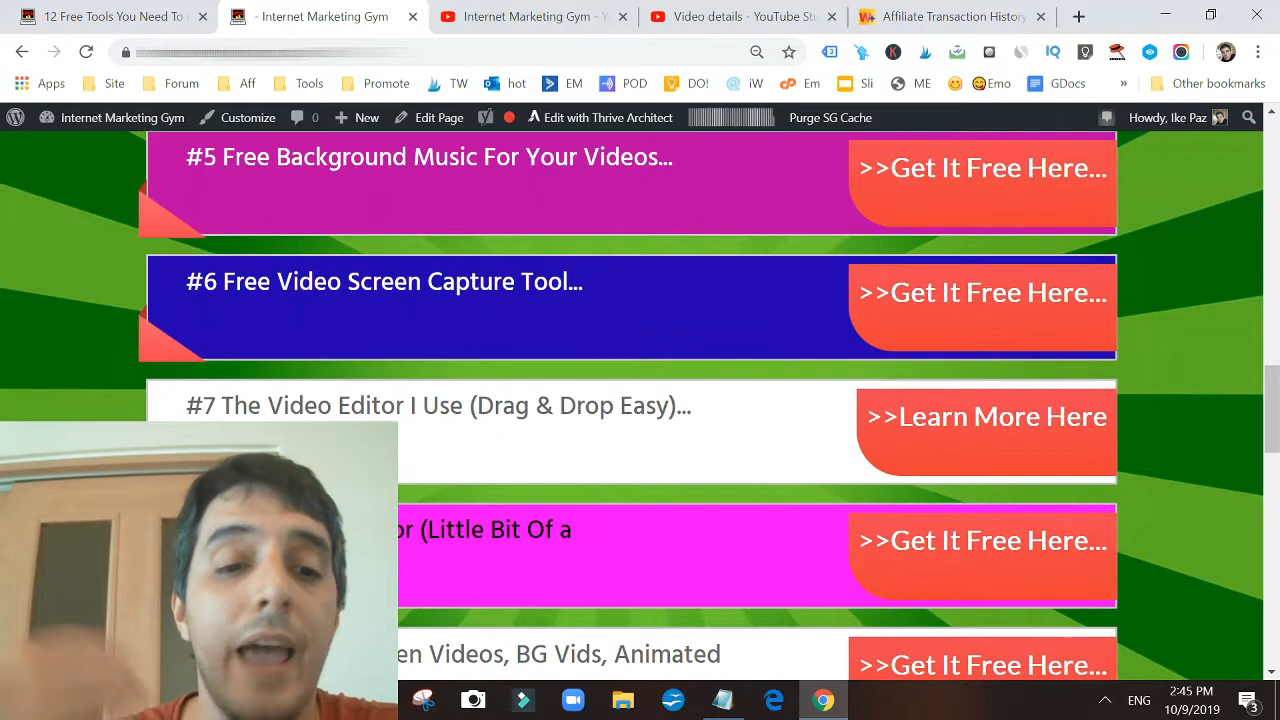 12 Free Tools You Need To G
- Internet Marketing Gym
Internet Marketing Gym - Y
Video details - YouTube Stu
Affiliate Transaction History
Apps
Site
Forum
Aff
Tools
Promote
TW
hot
EM
POD
DO!
iW
Em
Sli
ME
Emo
GDocs
»
Other bookmarks
Internet Marketing Gym
Customize
0
New
Edit Page
Edit with Thrive Architect
Purge SG Cache
Howdy, Ike Paz
#5 Free Background Music For Your Videos...
>>Get It Free Here...
#6 Free Video Screen Capture Tool...
>>Get It Free Here...
#7 The Video Editor I Use (Drag & Drop Easy)...
>>Learn More Here
or (Little Bit Of a
>>Get It Free Here...
en Videos, BG Vids, Animated
>>Get It Free Here...
ENG
2:45 PM
10/9/2019
3